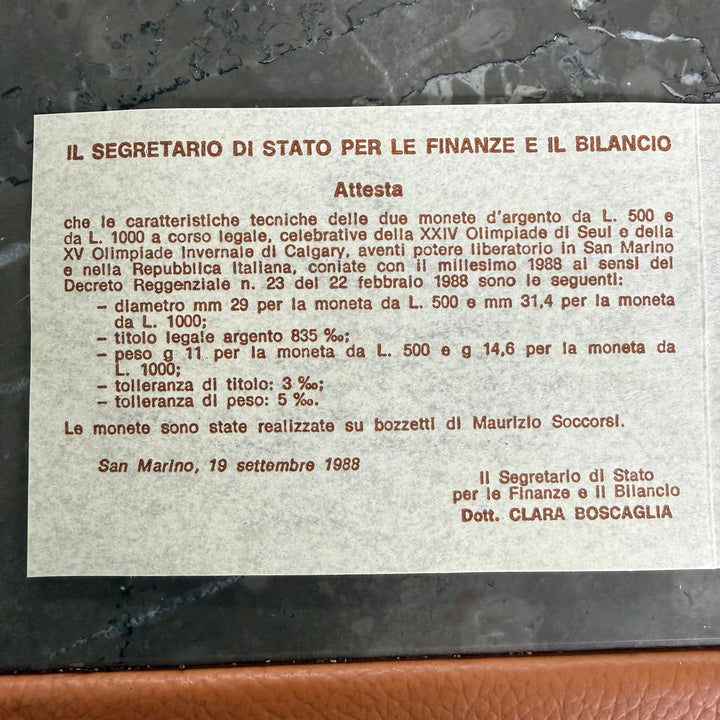 IL SEGRETARIO DI STATO PER LE FINANZE E IL BILANCIO
Attesta
che le caratteristiche tecniche delle due monete d'argento da L. 500 e
da L. 1000 a corso legale, celebrative della XXIV Olimpiade di Seul e della
XV Olimpiade Invernale di Calgary, aventi potere liberatorio in San Marino
e nella Repubblica Italiana, coniate con il millesimo 1988 ai sensi del
Decreto Reggenziale n. 23 del 22 febbraio 1988 sono le seguenti:
– diametro mm 29 per la moneta da L. 500 e mm 31,4 per la moneta
da L. 1000;
– titolo legale argento 835 ‰;
– peso g 11 per la moneta da L. 500 e g 14,6 per la moneta da
L. 1000;
– tolleranza di titolo: 3 ‰;
– tolleranza di peso: 5 ‰.
Le monete sono state realizzate su bozzetti di Maurizio Soccorsi.
San Marino, 19 settembre 1988
Il Segretario di Stato
per le Finanze e il Bilancio
Dott. CLARA BOSCAGLIA